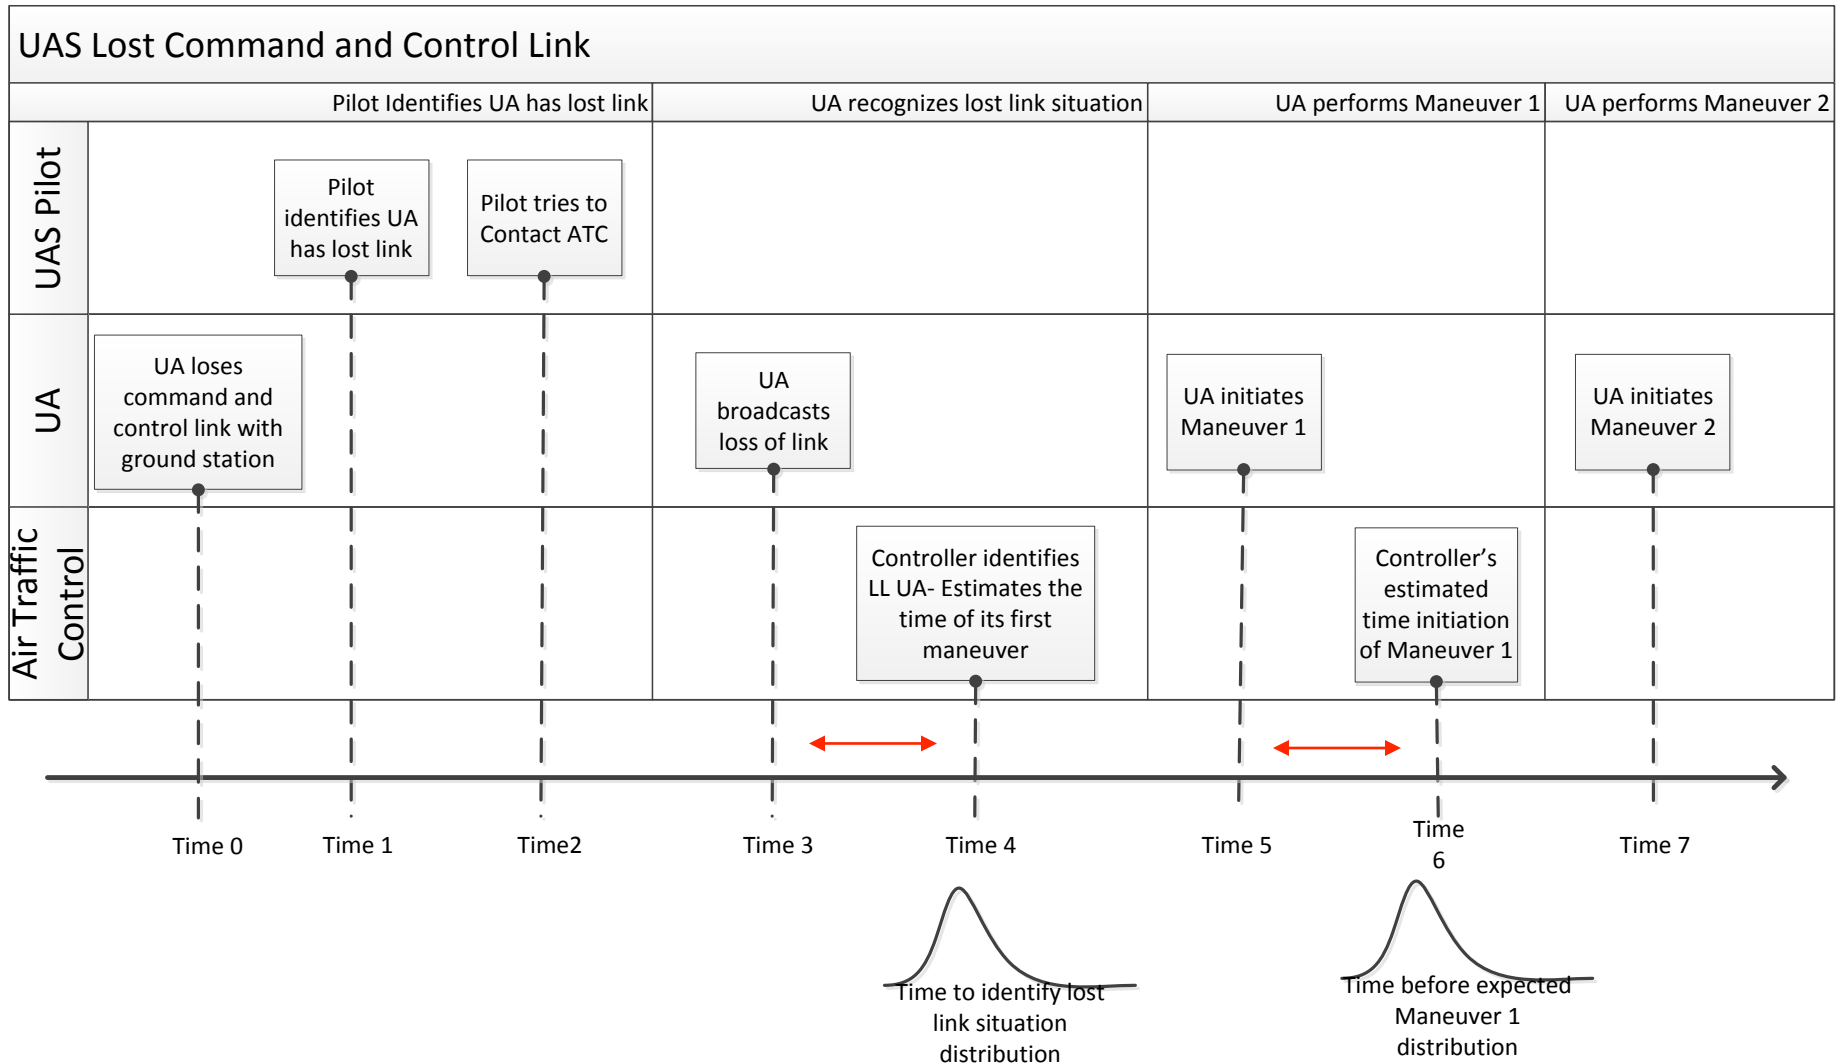 UAS Lost Command and Control Link
Pilot Identifies UA has lost link
UA recognizes lost link situation
UA performs Maneuver 1
UA performs Maneuver 2
UAS Pilot
Pilot
identifies UA
has lost link
Pilot tries to
Contact ATC
UA
UA loses
command and
control link with
ground station
UA
broadcasts
loss of link
UA initiates
Maneuver 1
UA initiates
Maneuver 2
Air Traffic
Control
Controller identifies
LL UA- Estimates the
time of its first
maneuver
Controller’s
estimated
time initiation
of Maneuver 1
Time 0
Time 1
Time2
Time 3
Time 4
Time 5
Time
6
Time 7
Time to identify lost
link situation
distribution
Time before expected
Maneuver 1
distribution